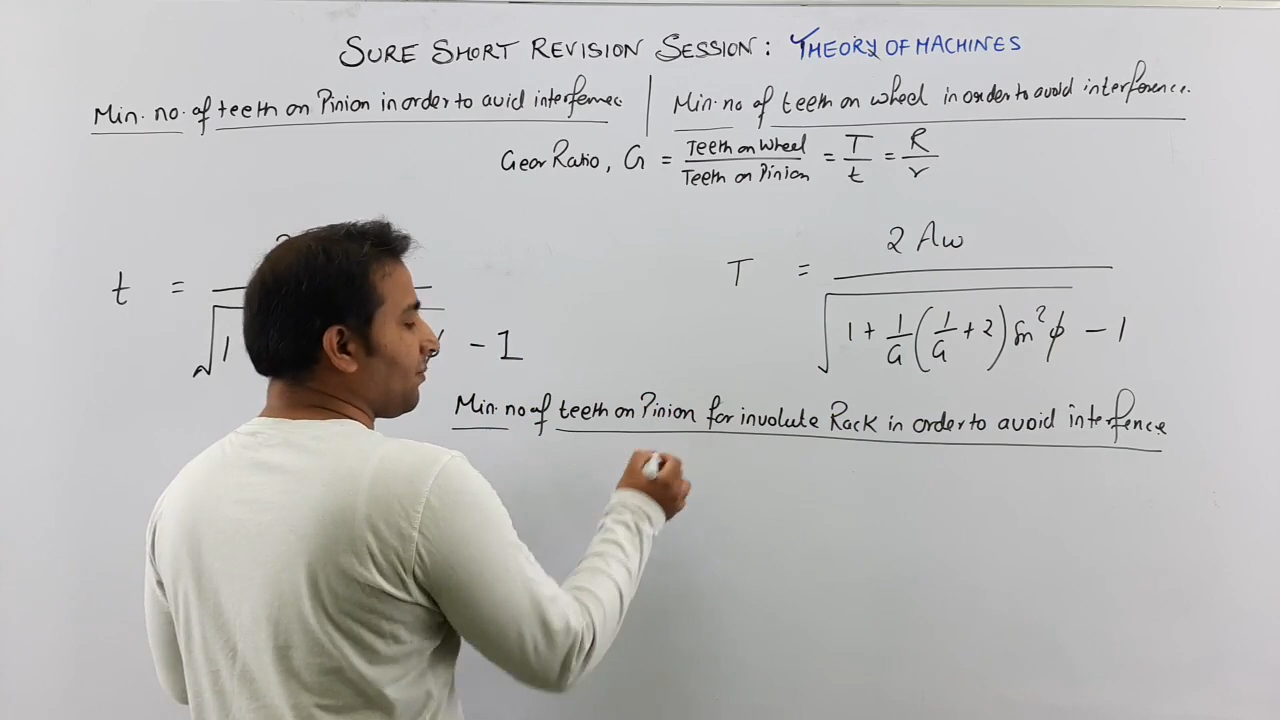 SURE SHORT REVISION SESSION: THEORY OF MACHINES
Min. no. of teeth on Pinion in order to avoid interfernec. | Min. no of teeth on wheel in order to avoid interference.
Gear Ratio, G = Teeth on Wheel / Teeth on Pinion = T/t = R/r
t = √1 - 1
T = 2 Aw / √1 + 1/G (1/G + 2) Sin² φ - 1
Min. no of teeth on Pinion for involute Rack in order to avoid interfence